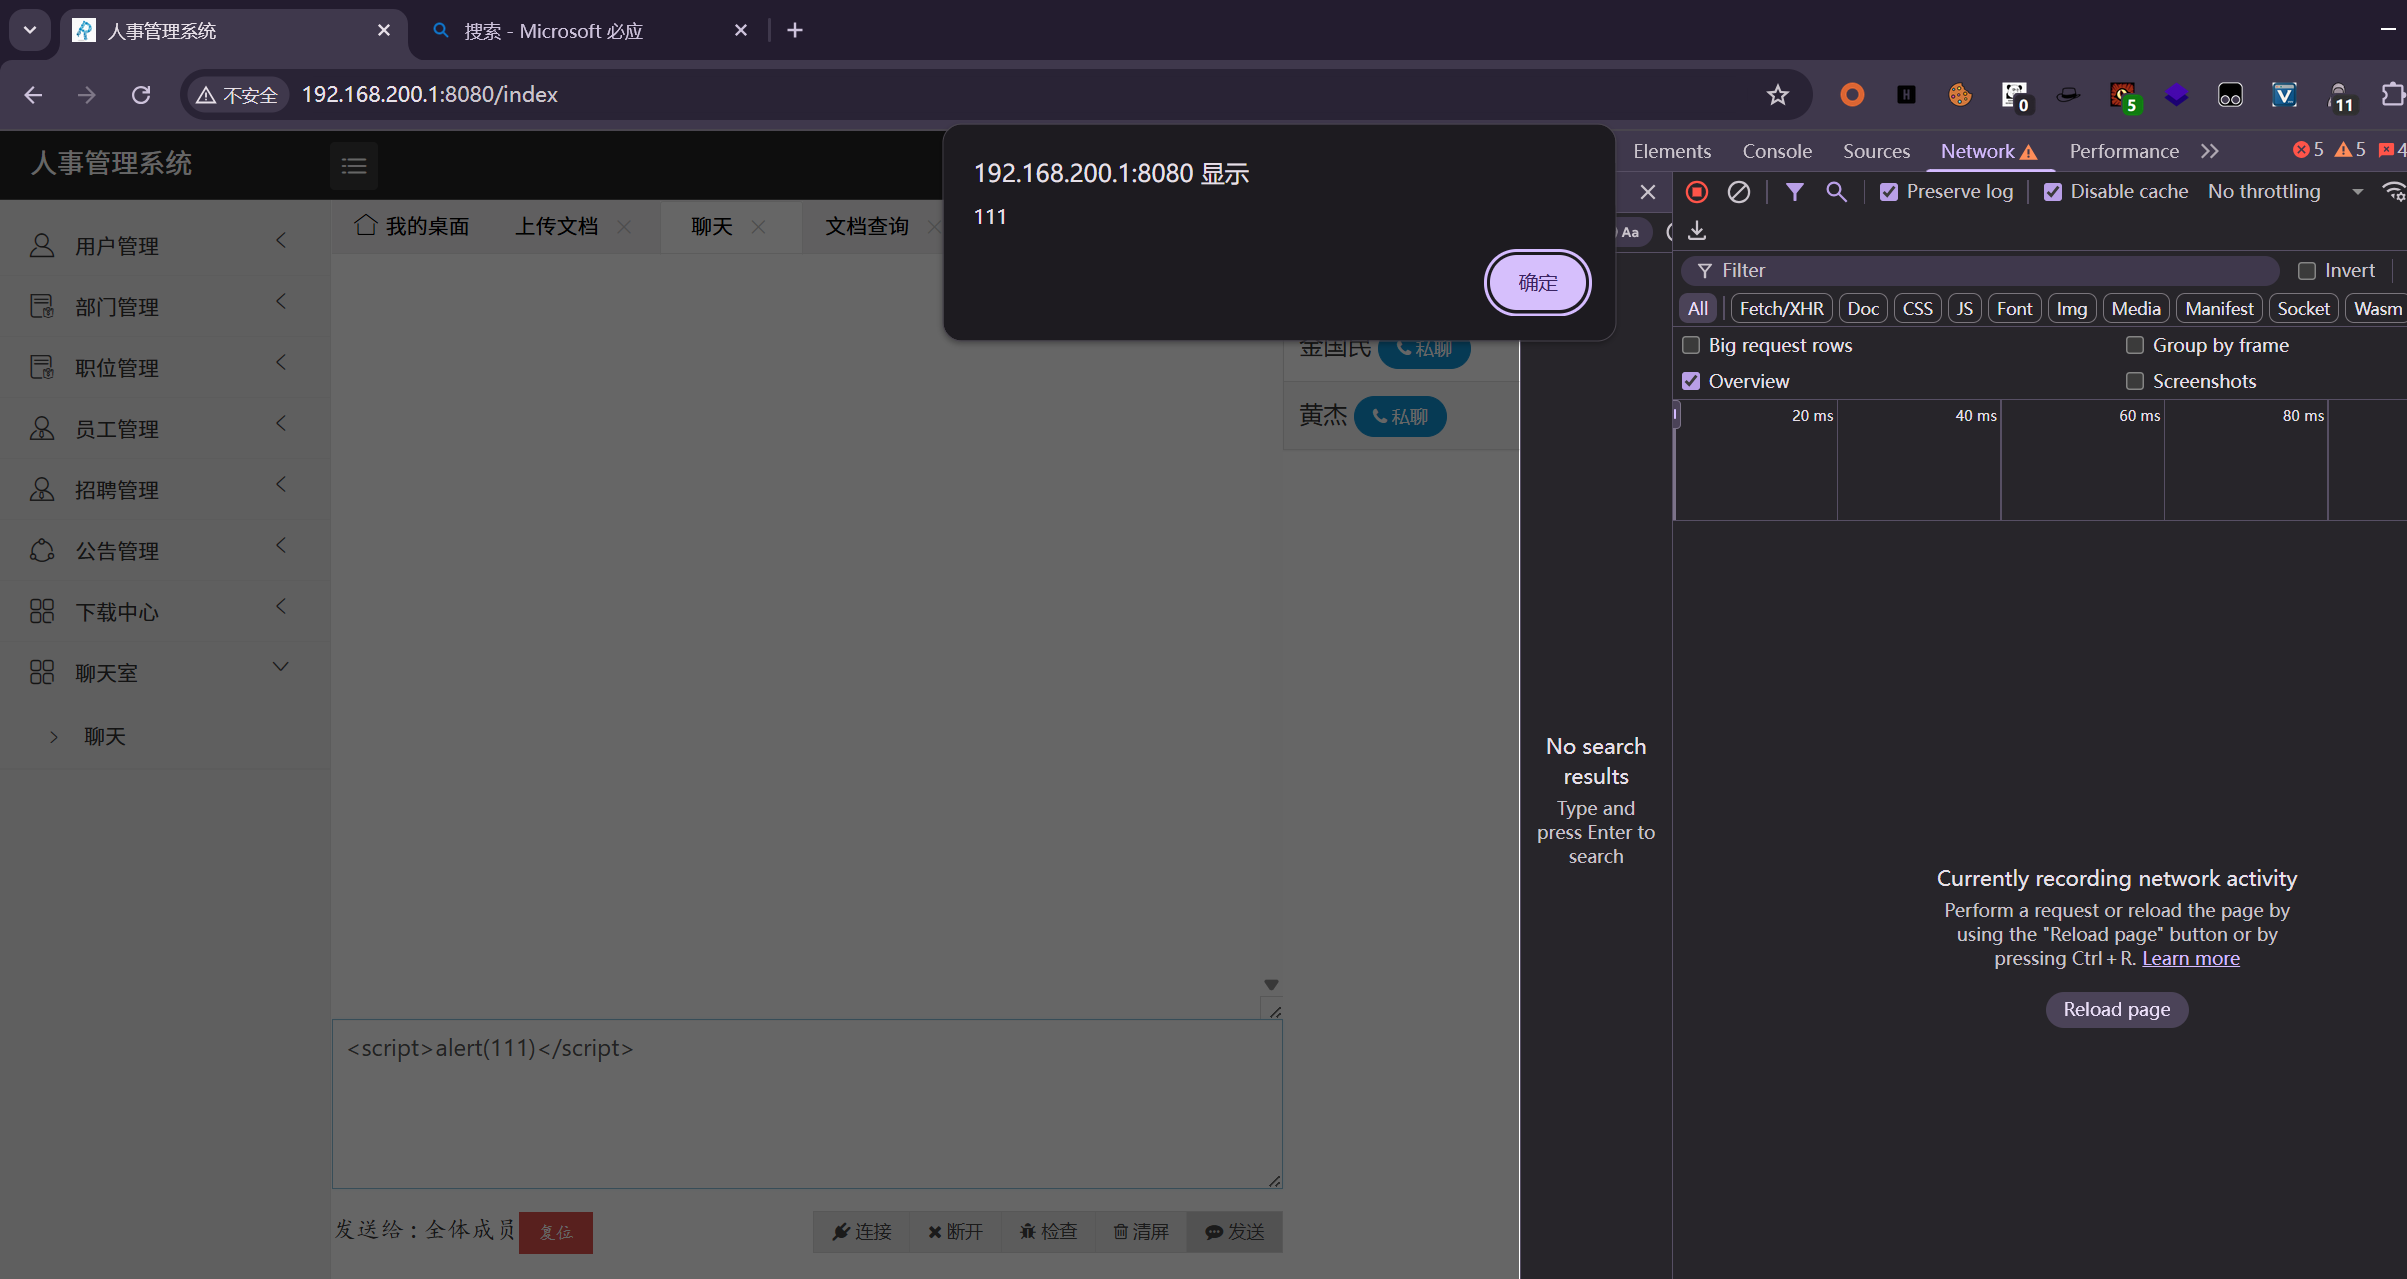 人事管理系统
搜索 - Microsoft 必应
不安全
192.168.200.1:8080/index
0
5
11
人事管理系统
192.168.200.1:8080 显示
111
确定
用户管理
部门管理
职位管理
员工管理
招聘管理
公告管理
下载中心
聊天室
聊天
我的桌面
上传文档
聊天
文档查询
金国民
私聊
黄杰
私聊
<script>alert(111)</script>
发送给：全体成员
复位
连接
断开
检查
清屏
发送
Elements
Console
Sources
Network
Performance
5
5
4
Preserve log
Disable cache
No throttling
Aa
Filter
Invert
All
Fetch/XHR
Doc
CSS
JS
Font
Img
Media
Manifest
Socket
Wasm
Big request rows
Group by frame
Overview
Screenshots
20 ms
40 ms
60 ms
80 ms
No search
results
Type and
press Enter to
search
Currently recording network activity
Perform a request or reload the page by
using the "Reload page" button or by
pressing Ctrl+R. Learn more
Reload page